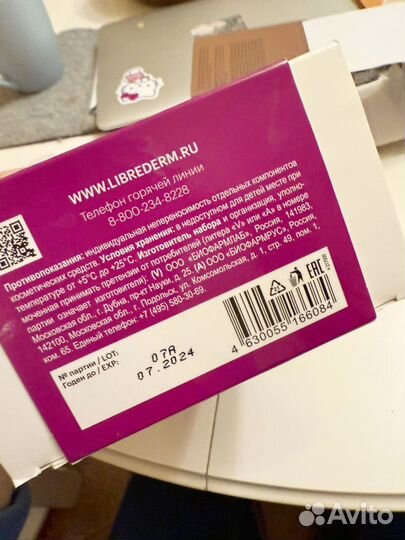 WWW.LIBREDERM.RU
Телефон горячей линии
8-800-234-8228
Противопоказания: индивидуальная непереносимость отдельных компонентов
косметических средств. Условия хранения: в недоступном для детей месте при
температуре от +5°С до +25°С. Изготовитель набора и организация, уполно-
моченная принимать претензии от потребителей (литера «V» или «А» в номере
партии означает изготовителя): (V) ООО «БИОФАРМЛАБ», Россия, 141983,
Московская обл., г. Дубна, пр-кт Науки, д. 25, (А) ООО «БИОФАРМРУС», Россия,
142100, Московская обл., г. Подольск, ул. Комсомольская, д. 1, стр. 49, пом. 1,
ком. 65. Единый телефон: +7 (495) 580-30-69.
№ партии / LOT: 07A
Годен до / EXP: 07.2024
4 630055 166084
EAC
Avito